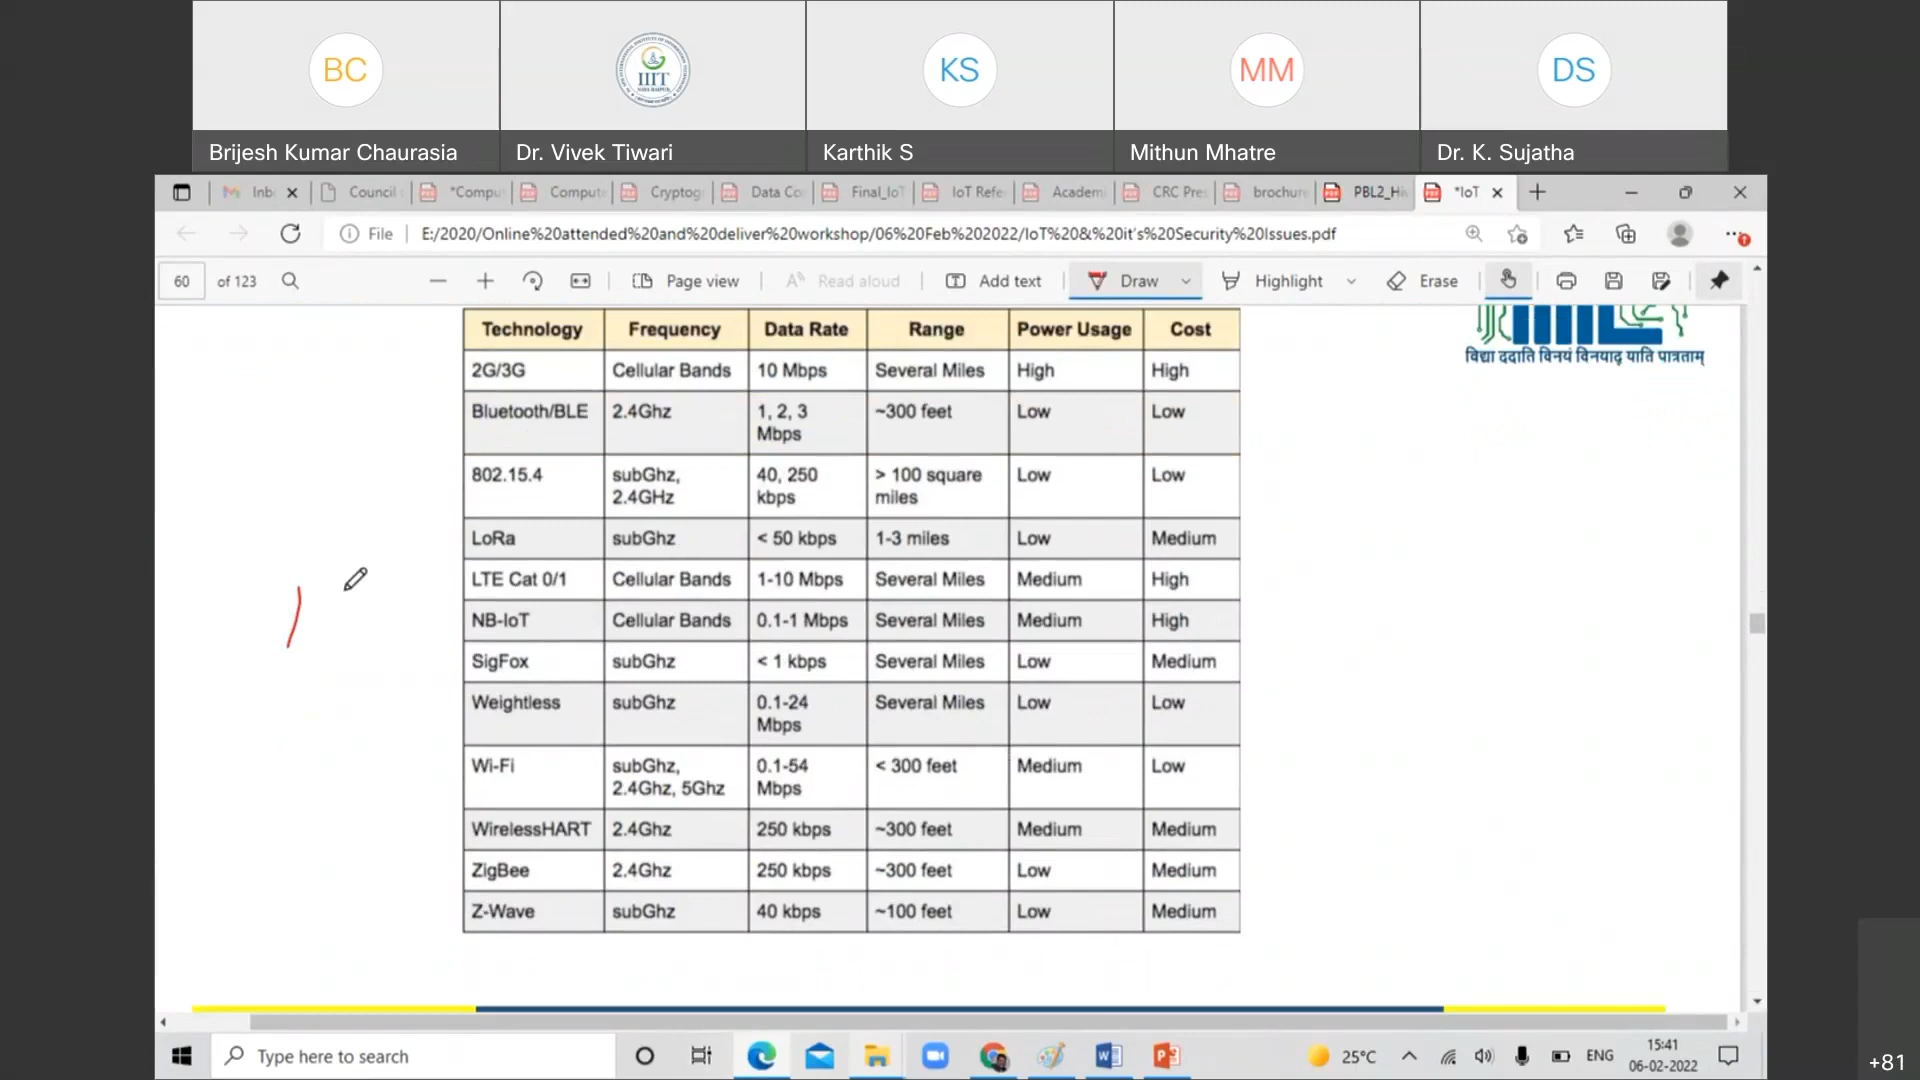 BC
IIIT
KS
MM
DS
Brijesh Kumar Chaurasia
Dr. Vivek Tiwari
Karthik S
Mithun Mhatre
Dr. K. Sujatha
Inb
Council
*Compu
Compute
Cryptog
Data Co
Final_IoT
IoT Refe
Academi
CRC Pres
brochure
PBL2_Hi
*IoT
File
E:/2020/Online%20attended%20and%20deliver%20workshop/06%20Feb%202022/IoT%20&%20it's%20Security%20Issues.pdf
60 of 123
Page view
Read aloud
Add text
Draw
Highlight
Erase
विद्या ददाति विनयं विनयाद् याति पात्रताम्
Technology Frequency Data Rate Range Power Usage Cost
2G/3G Cellular Bands 10 Mbps Several Miles High High
Bluetooth/BLE 2.4Ghz 1, 2, 3 Mbps ~300 feet Low Low
802.15.4 subGhz, 2.4GHz 40, 250 kbps > 100 square miles Low Low
LoRa subGhz < 50 kbps 1-3 miles Low Medium
LTE Cat 0/1 Cellular Bands 1-10 Mbps Several Miles Medium High
NB-IoT Cellular Bands 0.1-1 Mbps Several Miles Medium High
SigFox subGhz < 1 kbps Several Miles Low Medium
Weightless subGhz 0.1-24 Mbps Several Miles Low Low
Wi-Fi subGhz, 2.4Ghz, 5Ghz 0.1-54 Mbps < 300 feet Medium Low
WirelessHART 2.4Ghz 250 kbps ~300 feet Medium Medium
ZigBee 2.4Ghz 250 kbps ~300 feet Low Medium
Z-Wave subGhz 40 kbps ~100 feet Low Medium
Type here to search
25°C
ENG
15:41
06-02-2022
+81